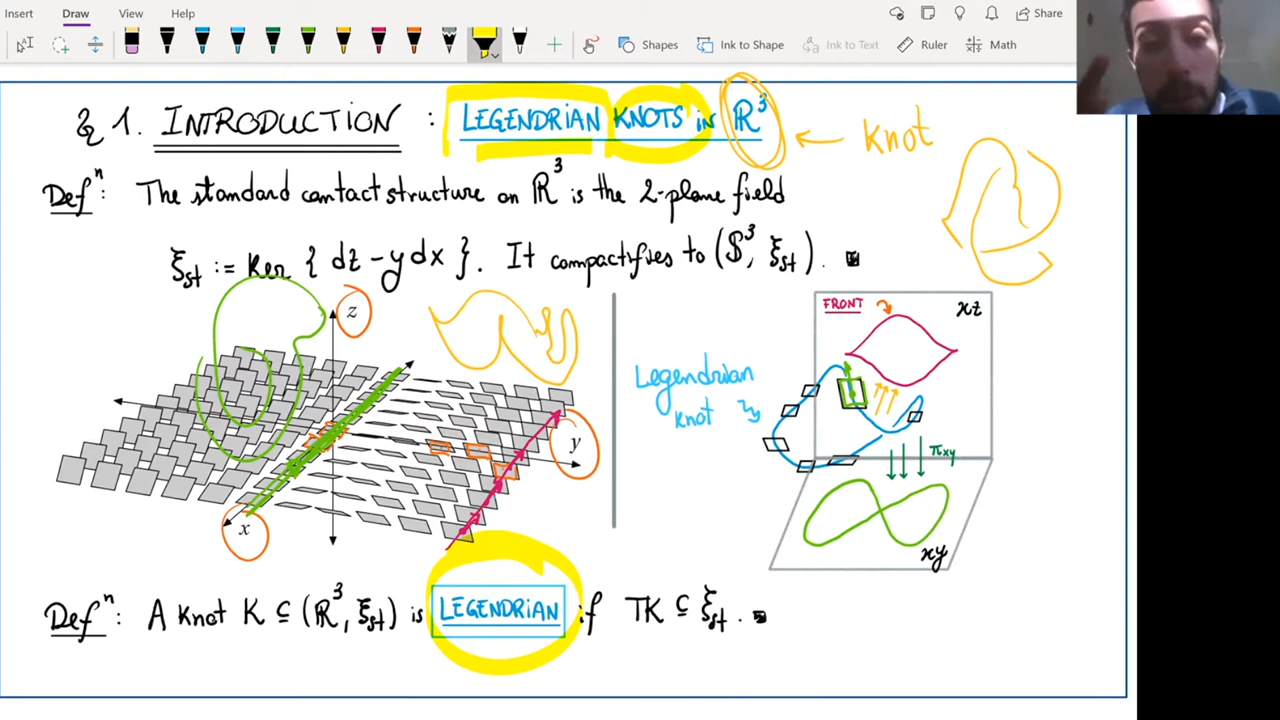 Insert Draw View Help Share
Shapes Ink to Shape Ink to Text Ruler Math
§ 1. INTRODUCTION : LEGENDRIAN KNOTS in ℝ³ ← knot
Defⁿ: The standard contact structure on ℝ³ is the 2-plane field
ξst := ker { dz - y dx }. It compactifies to (S³, ξst).
z
FRONT xz
Legendrian
knot
y
πxy
x
xy
Defⁿ: A knot K ⊆ (ℝ³, ξst) is LEGENDRIAN if TK ⊆ ξst.